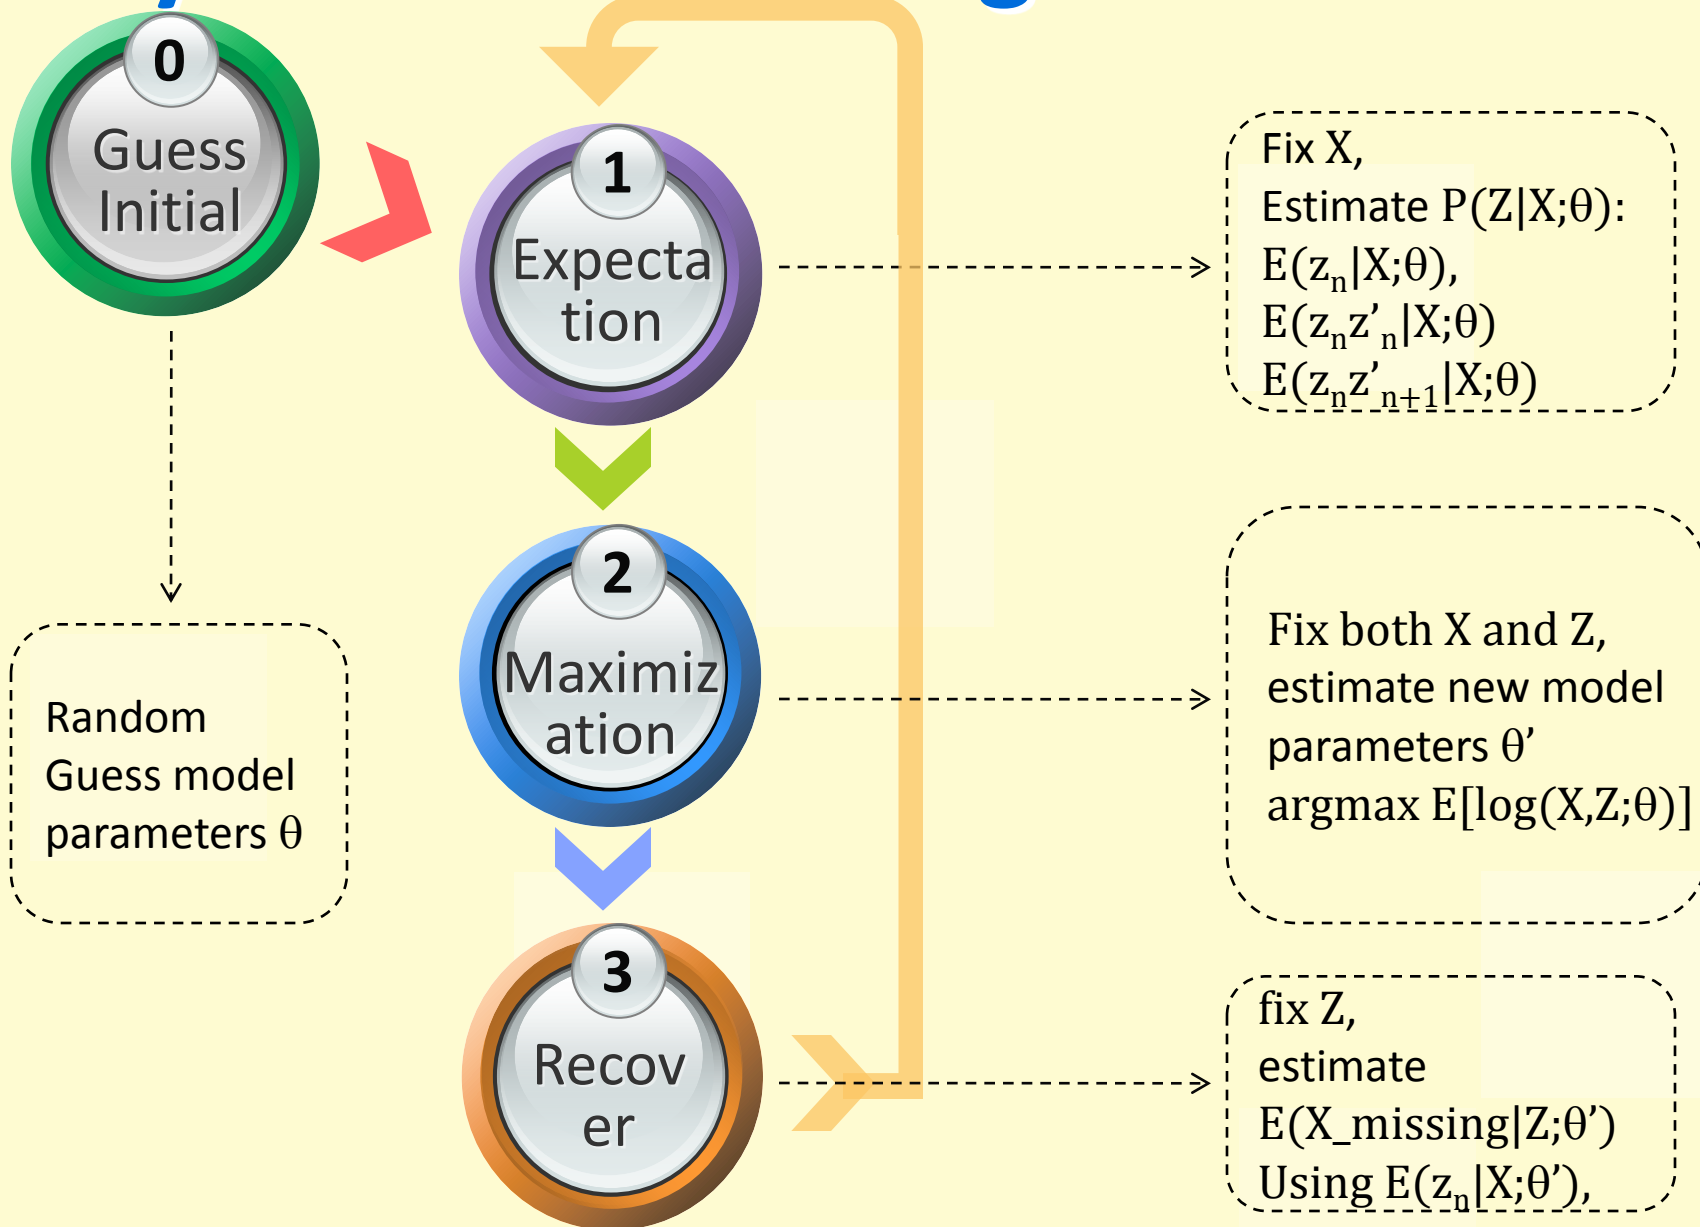 0
Guess
Initial
1
Expecta
tion
2
Maximiz
ation
3
Recov
er
Random
Guess model
parameters θ
Fix X,
Estimate P(Z|X;θ):
E(zₙ|X;θ),
E(zₙz’ₙ|X;θ)
E(zₙz’ₙ₊₁|X;θ)
Fix both X and Z,
estimate new model
parameters θ’
argmax E[log(X,Z;θ)]
fix Z,
estimate
E(X_missing|Z;θ’)
Using E(zₙ|X;θ’),